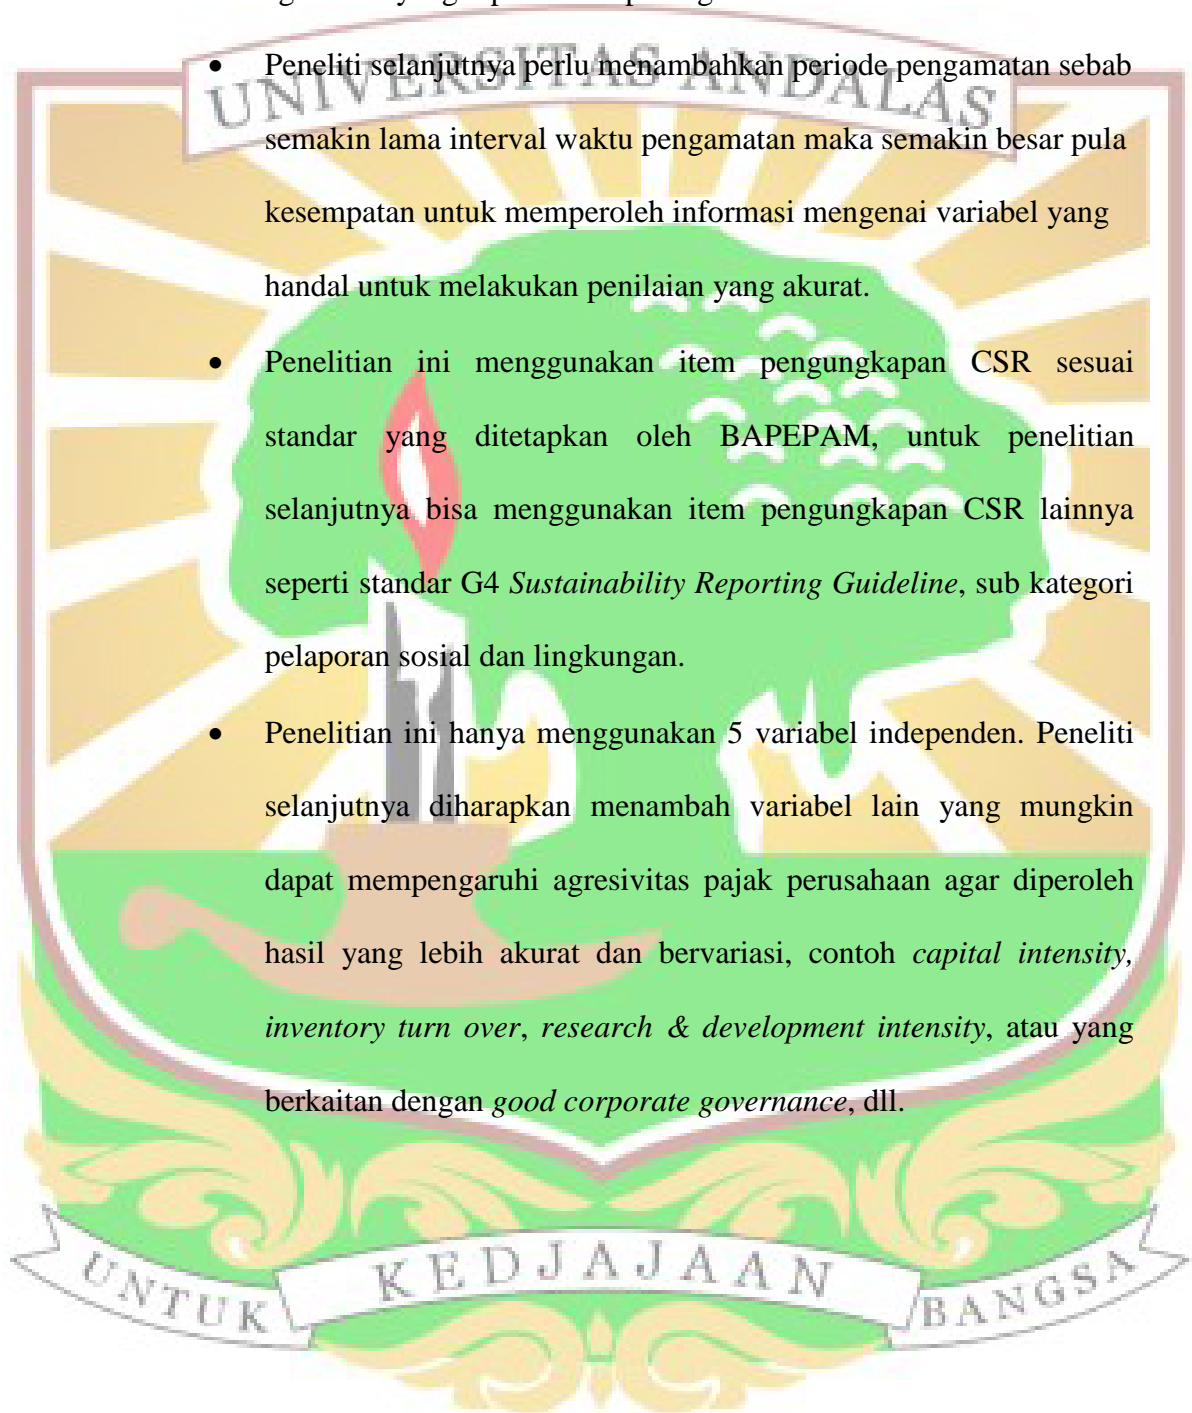 UNIVERSITAS ANDALAS
• Peneliti selanjutnya perlu menambahkan periode pengamatan sebab
semakin lama interval waktu pengamatan maka semakin besar pula
kesempatan untuk memperoleh informasi mengenai variabel yang
handal untuk melakukan penilaian yang akurat.
• Penelitian ini menggunakan item pengungkapan CSR sesuai
standar yang ditetapkan oleh BAPEPAM, untuk penelitian
selanjutnya bisa menggunakan item pengungkapan CSR lainnya
seperti standar G4 Sustainability Reporting Guideline, sub kategori
pelaporan sosial dan lingkungan.
• Penelitian ini hanya menggunakan 5 variabel independen. Peneliti
selanjutnya diharapkan menambah variabel lain yang mungkin
dapat mempengaruhi agresivitas pajak perusahaan agar diperoleh
hasil yang lebih akurat dan bervariasi, contoh capital intensity,
inventory turn over, research & development intensity, atau yang
berkaitan dengan good corporate governance, dll.
UNTUK KEDJAJAAN BANGSA